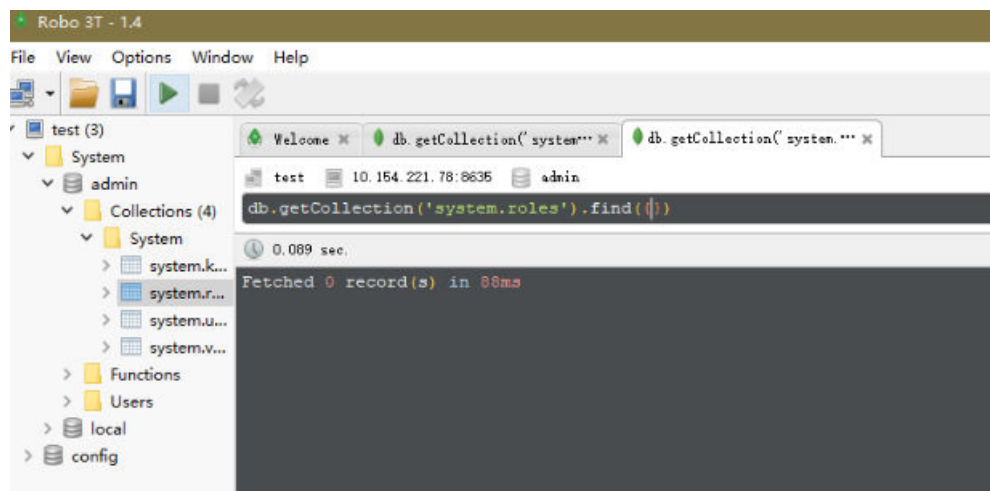 Robo 3T - 1.4
File View Options Window Help
test (3)
System
admin
Collections (4)
System
system.k...
system.r...
system.u...
system.v...
Functions
Users
local
config
Welcome × db.getCollection('system··· × db.getCollection('system.··· ×
test 10.154.221.78:8635 admin
db.getCollection('system.roles').find({})
0.089 sec.
Fetched 0 record(s) in 88ms